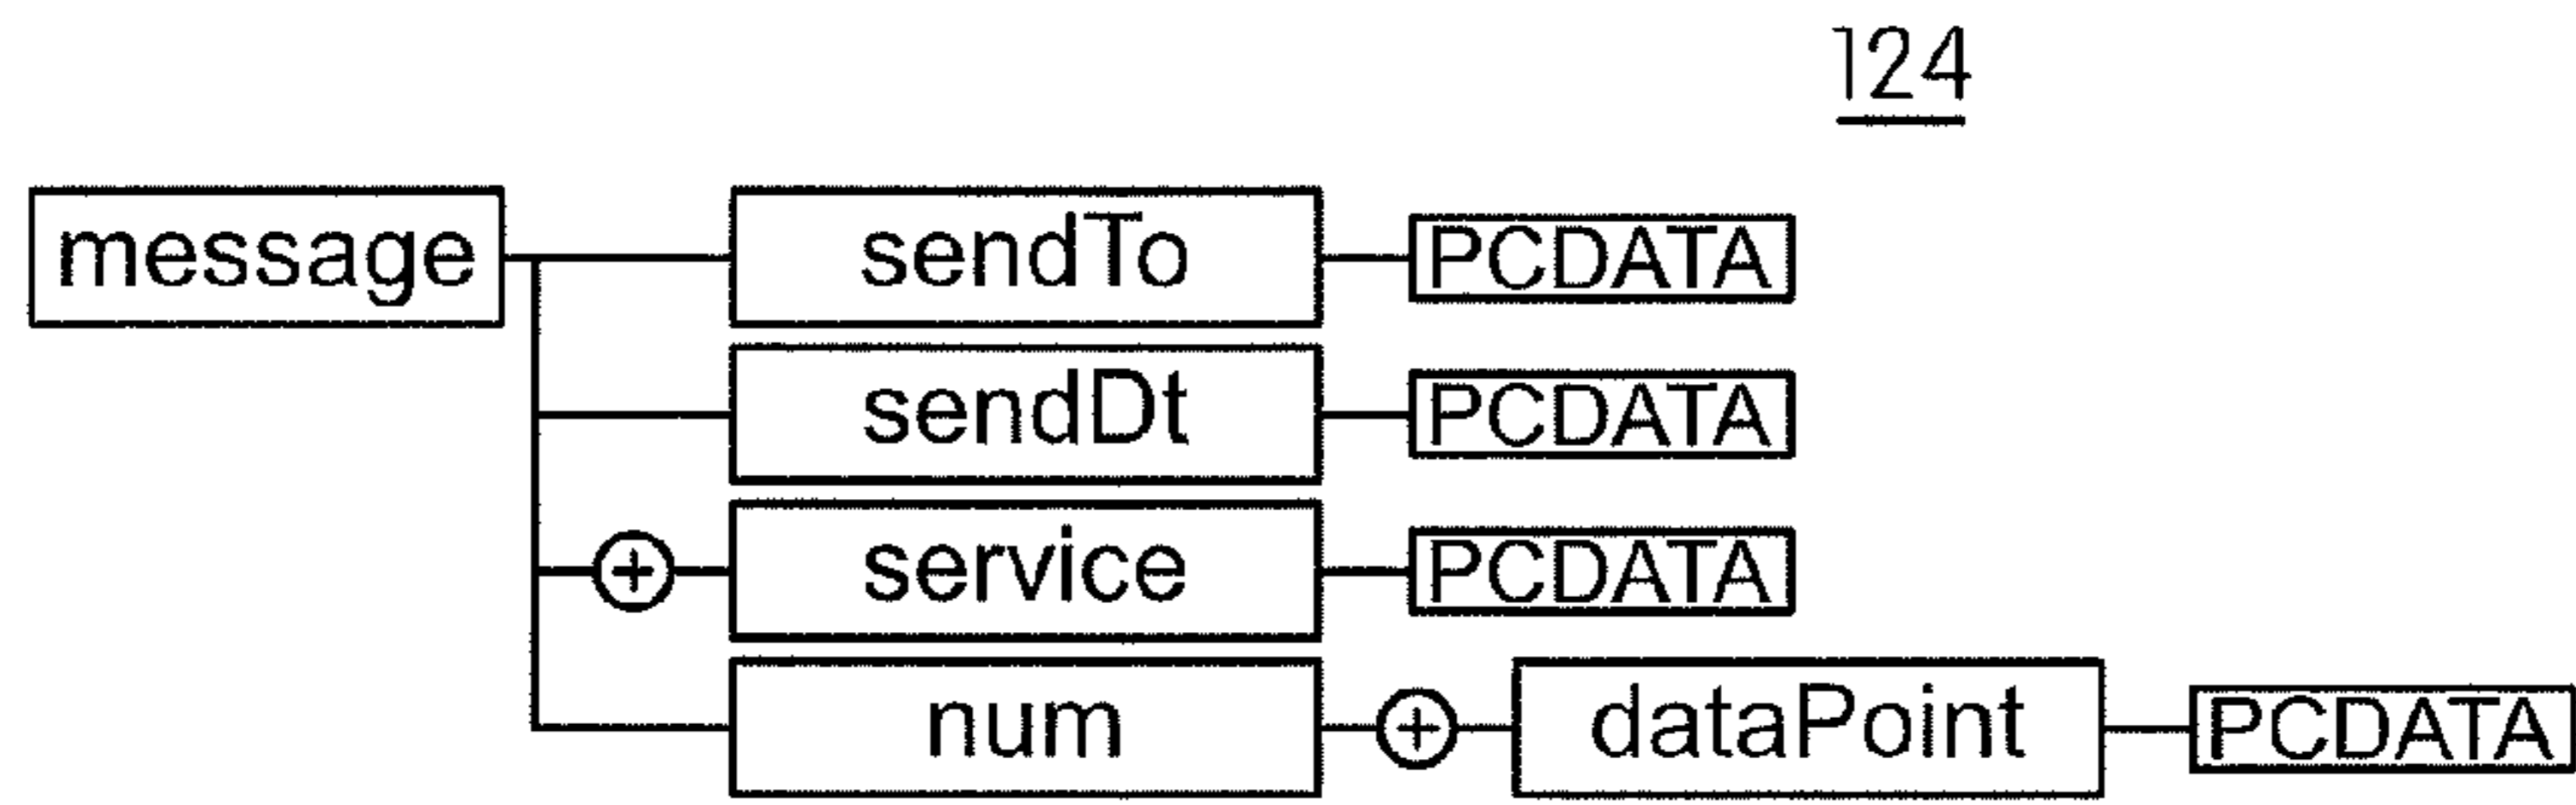 124
message sendTo PCDATA
sendDt PCDATA
+ service PCDATA
num + dataPoint PCDATA